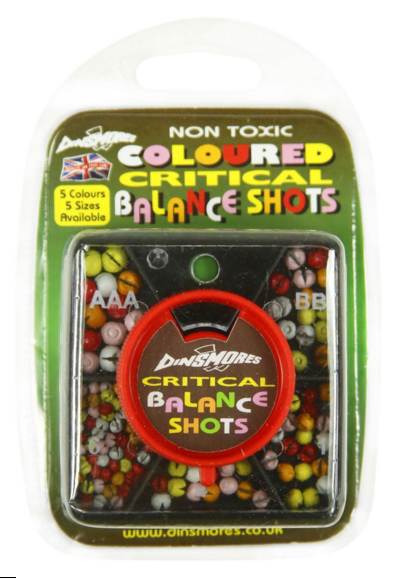 DINSMORES
NON TOXIC
COLOURED
CRITICAL
BALANCE SHOTS
5 Colours
5 Sizes
Available
AAA
BB
DINSMORES
CRITICAL
BALANCE
SHOTS
www.dinsmores.co.uk